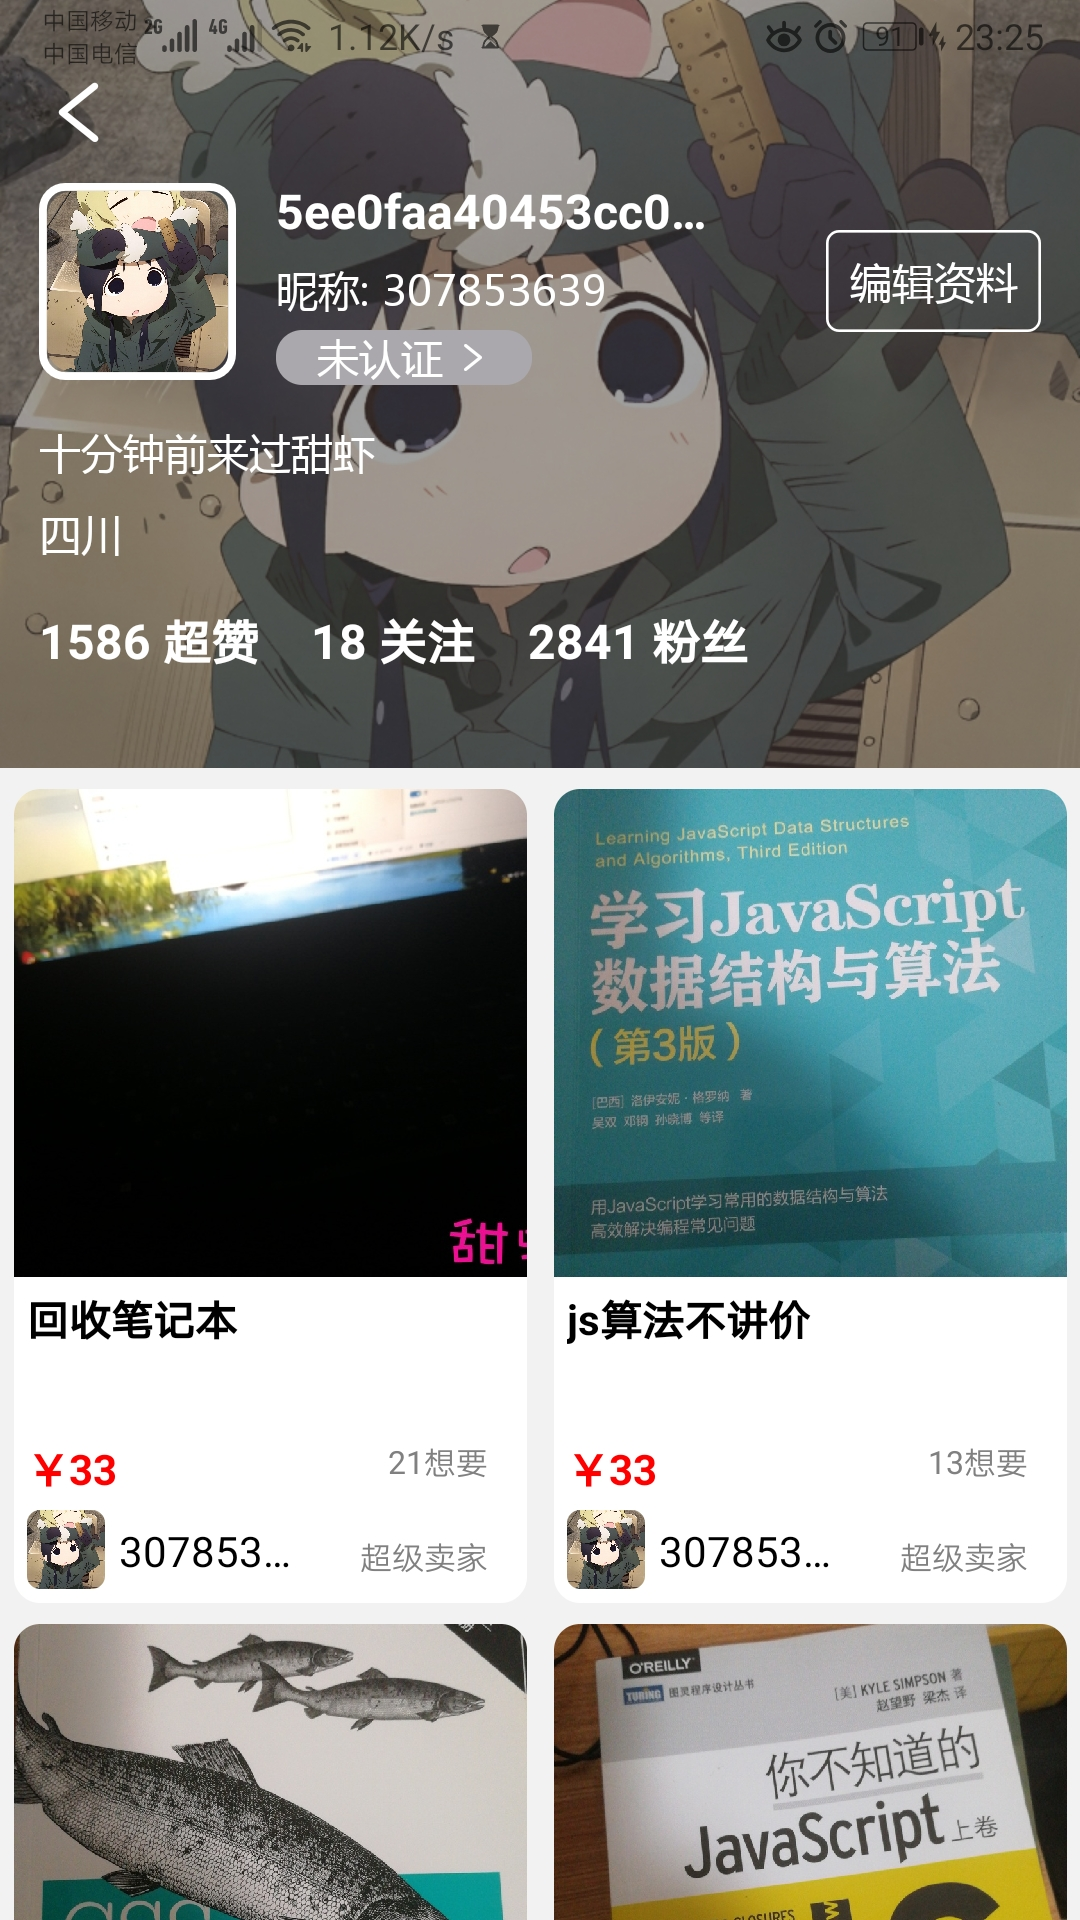 中国移动 2G 4G 1.12K/s 91 23:25
中国电信
5ee0faa40453cc0...
昵称: 307853639
编辑资料
未认证 >
十分钟前来过甜虾
四川
1586 超赞 18 关注 2841 粉丝
甜
回收笔记本
￥33
21想要
307853...
超级卖家
Learning JavaScript Data Structures
and Algorithms, Third Edition
学习JavaScript
数据结构与算法
(第3版)
[巴西] 洛伊安妮·格罗纳 著
吴双 邓钢 孙晓博 等译
用JavaScript学习常用的数据结构与算法
高效解决编程常见问题
js算法不讲价
￥33
13想要
307853...
超级卖家
O'REILLY
TURING 图灵程序设计丛书
[美] KYLE SIMPSON 著
赵望野 梁杰 译
你不知道的
JavaScript 上卷